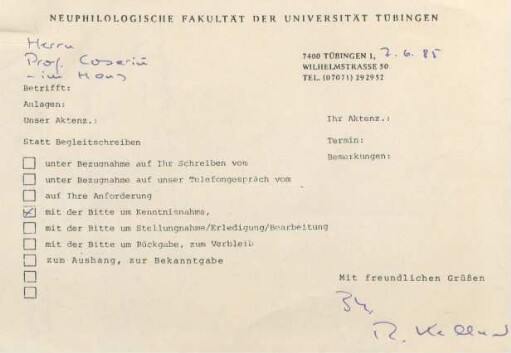 NEUPHILOLOGISCHE FAKULTÄT DER UNIVERSITÄT TÜBINGEN
Herrn
Prof. Coseriu
- im Haus
7400 TÜBINGEN 1, 7.6.85
WILHELMSTRASSE 50
TEL. (07071) 292952
Betrifft:
Anlagen:
Unser Aktenz.:
Ihr Aktenz.:
Statt Begleitschreiben
Termin:
Bemerkungen:
unter Bezugnahme auf Ihr Schreiben vom
unter Bezugnahme auf unser Telefongespräch vom
auf Ihre Anforderung
mit der Bitte um Kenntnisnahme,
mit der Bitte um Stellungnahme/Erledigung/Bearbeitung
mit der Bitte um Rückgabe, zum Verbleib
zum Aushang, zur Bekanntgabe
Mit freundlichen Grüßen